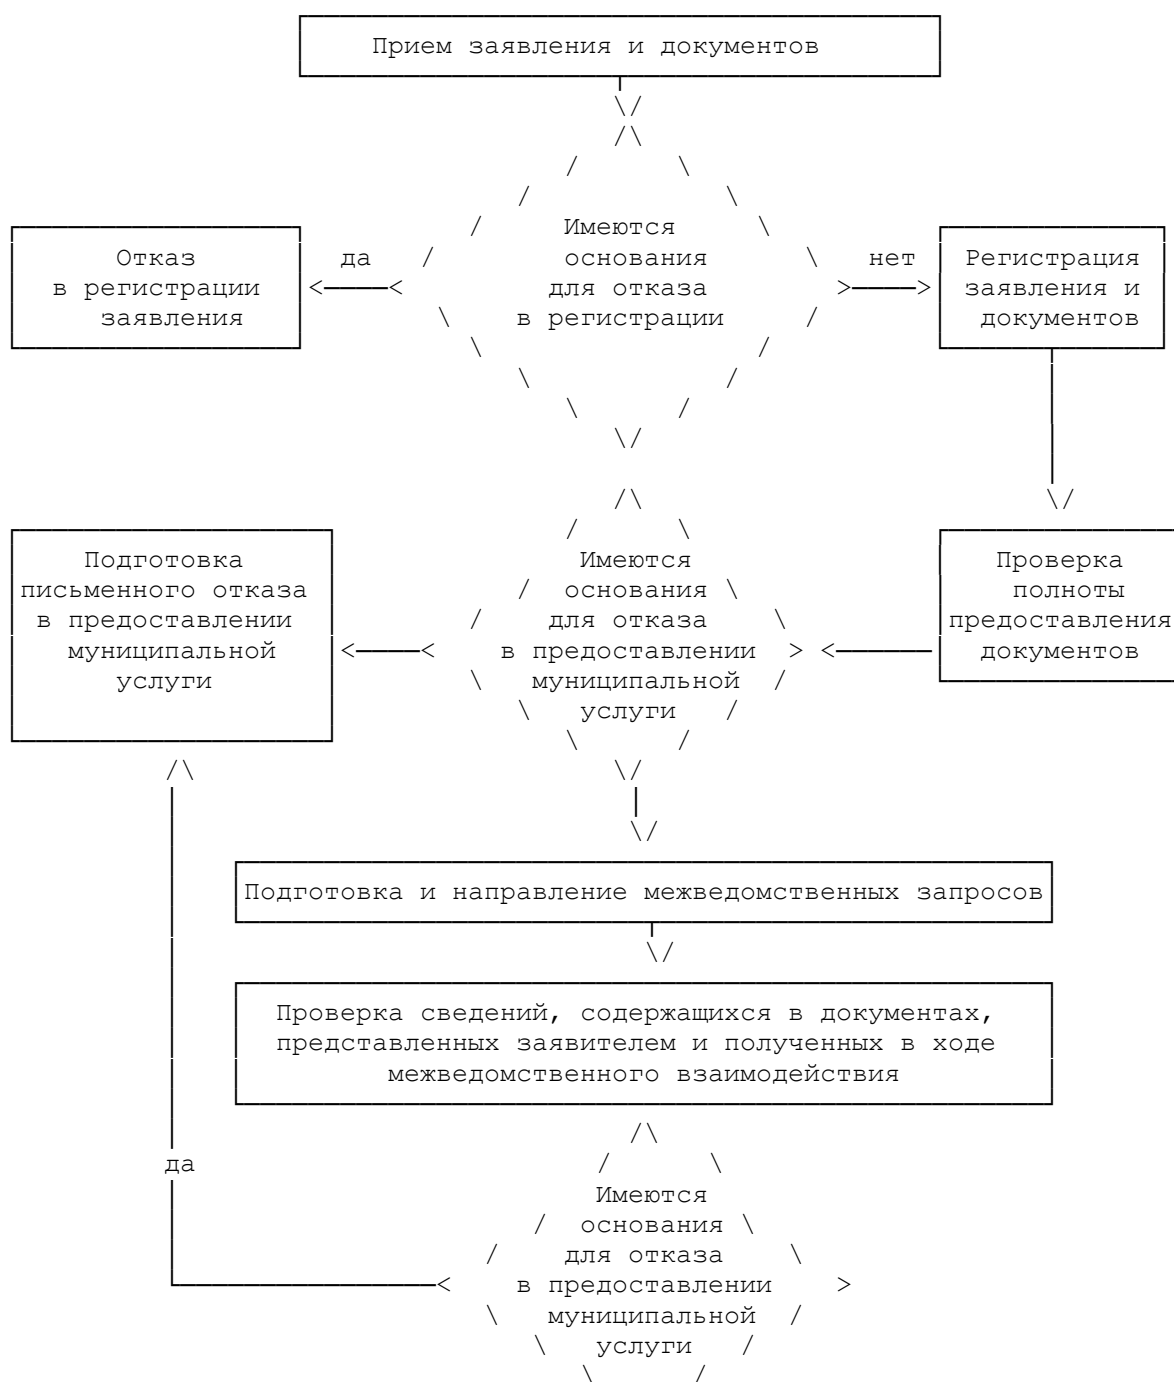 Прием заявления и документов
Имеются
основания
для отказа
в регистрации
да
нет
Отказ
в регистрации
заявления
Регистрация
заявления и
документов
Подготовка
письменного отказа
в предоставлении
муниципальной
услуги
Имеются
основания
для отказа
в предоставлении
муниципальной
услуги
Проверка
полноты
предоставления
документов
Подготовка и направление межведомственных запросов
Проверка сведений, содержащихся в документах,
представленных заявителем и полученных в ходе
межведомственного взаимодействия
да
Имеются
основания
для отказа
в предоставлении
муниципальной
услуги